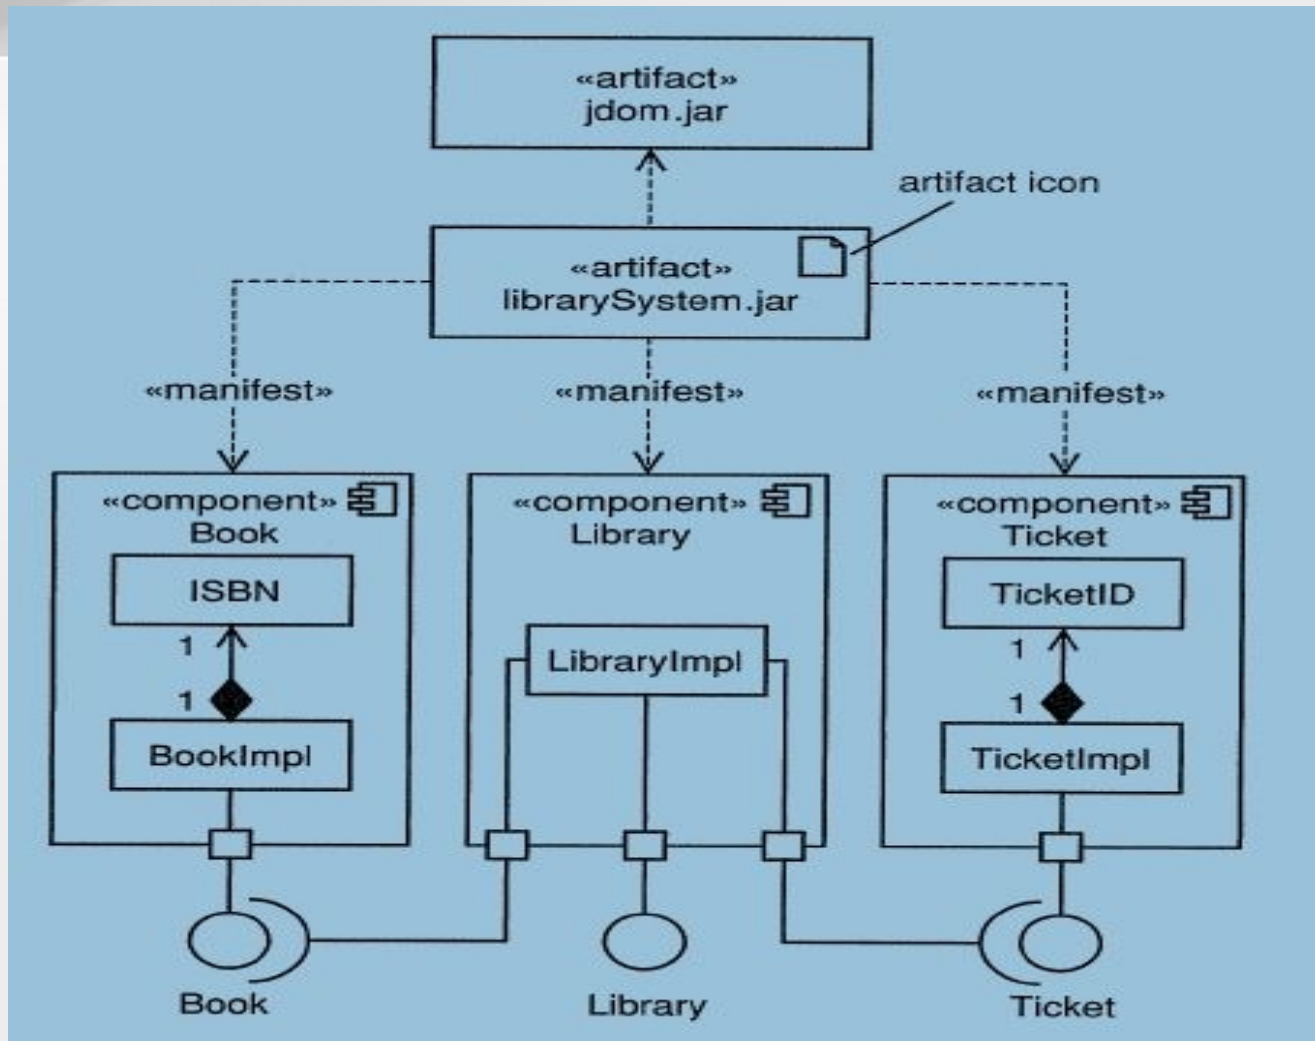 «artifact»
jdom.jar
artifact icon
«artifact»
librarySystem.jar
«manifest»
«manifest»
«manifest»
«component»
Book
ISBN
1
1
BookImpl
«component»
Library
LibraryImpl
«component»
Ticket
TicketID
1
1
TicketImpl
Book
Library
Ticket